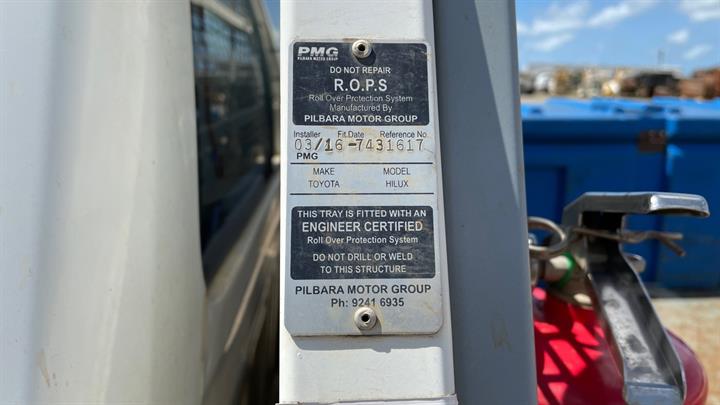 PMG
PILBARA MOTOR GROUP
DO NOT REPAIR
R.O.P.S
Roll Over Protection System
Manufactured By
PILBARA MOTOR GROUP
Installer Fit.Date Reference No
03/16-7431617
PMG
MAKE MODEL
TOYOTA HILUX
THIS TRAY IS FITTED WITH AN
ENGINEER CERTIFIED
Roll Over Protection System
DO NOT DRILL OR WELD
TO THIS STRUCTURE
PILBARA MOTOR GROUP
Ph: 9241 6935